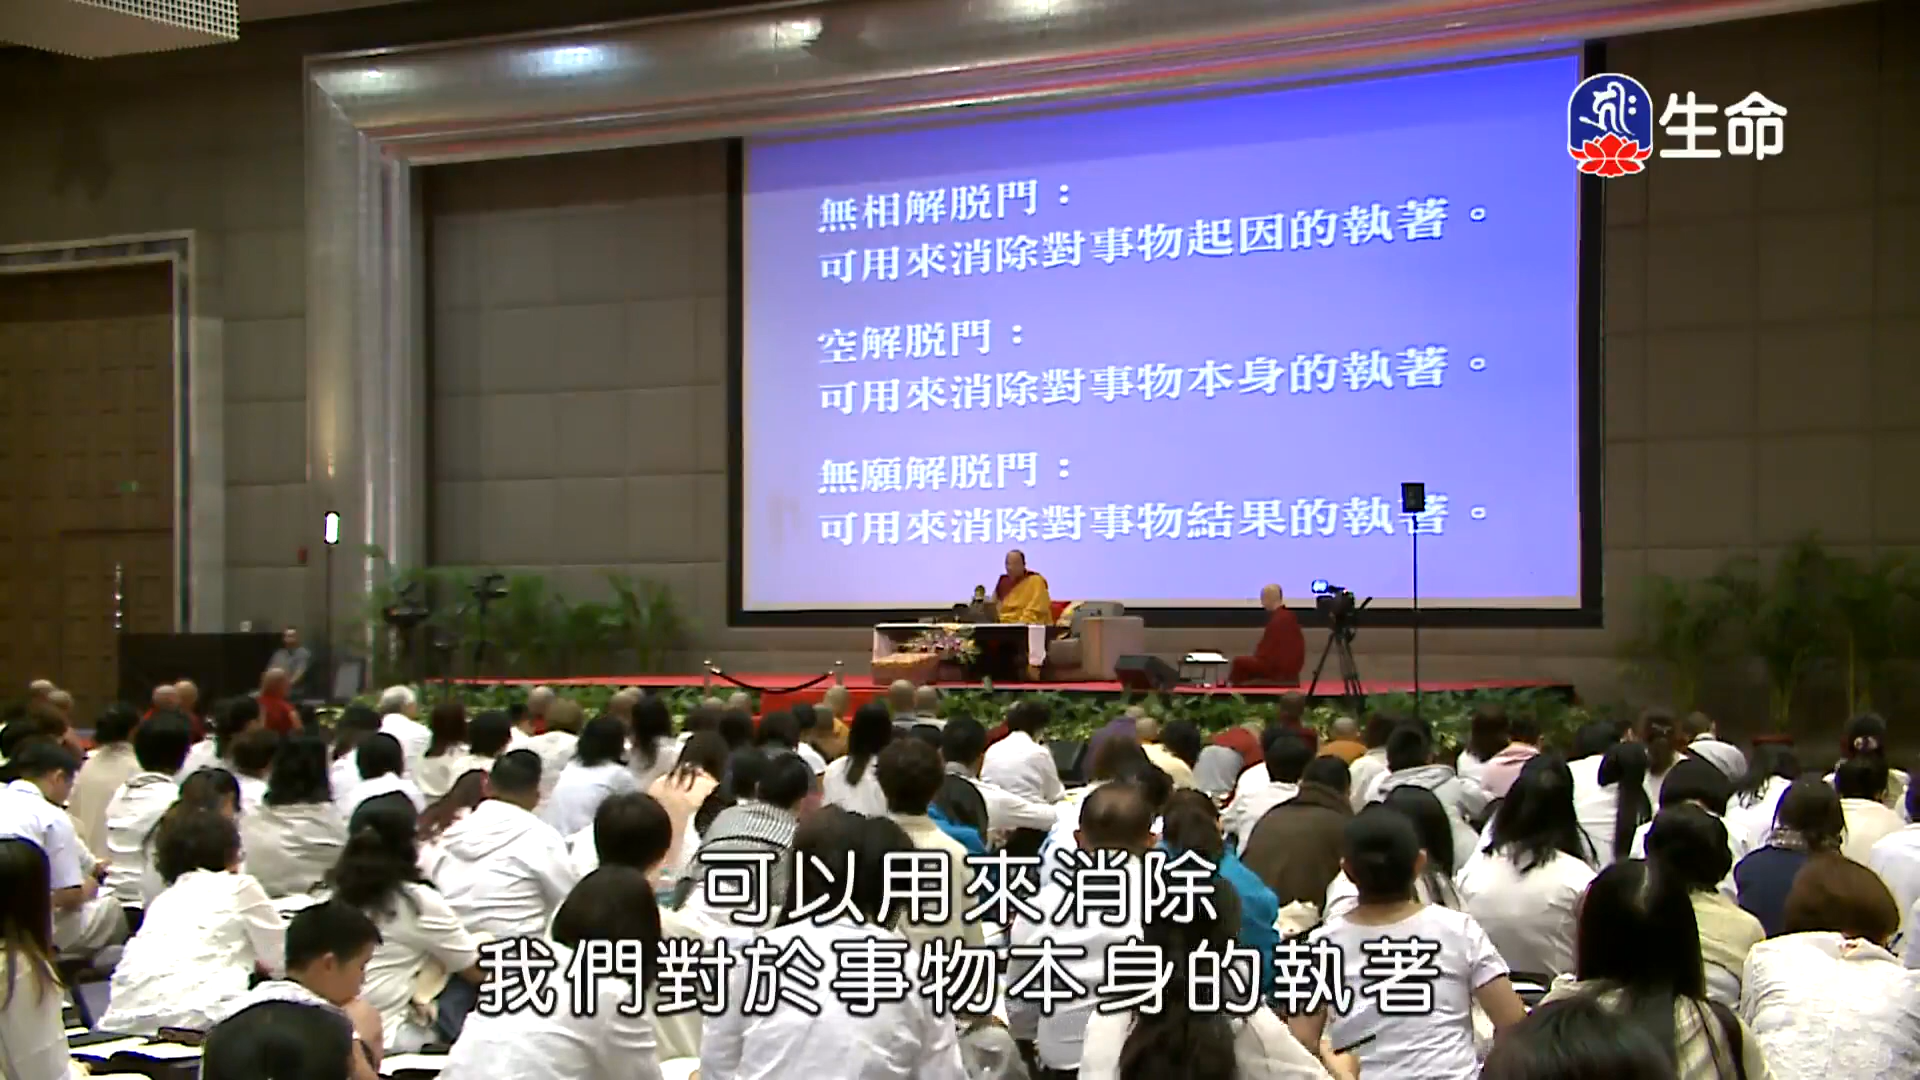 生命
無相解脱門：
可用來消除對事物起因的執著。
空解脱門：
可用來消除對事物本身的執著。
無願解脱門：
可用來消除對事物結果的執著。
可以用來消除
我們對於事物本身的執著